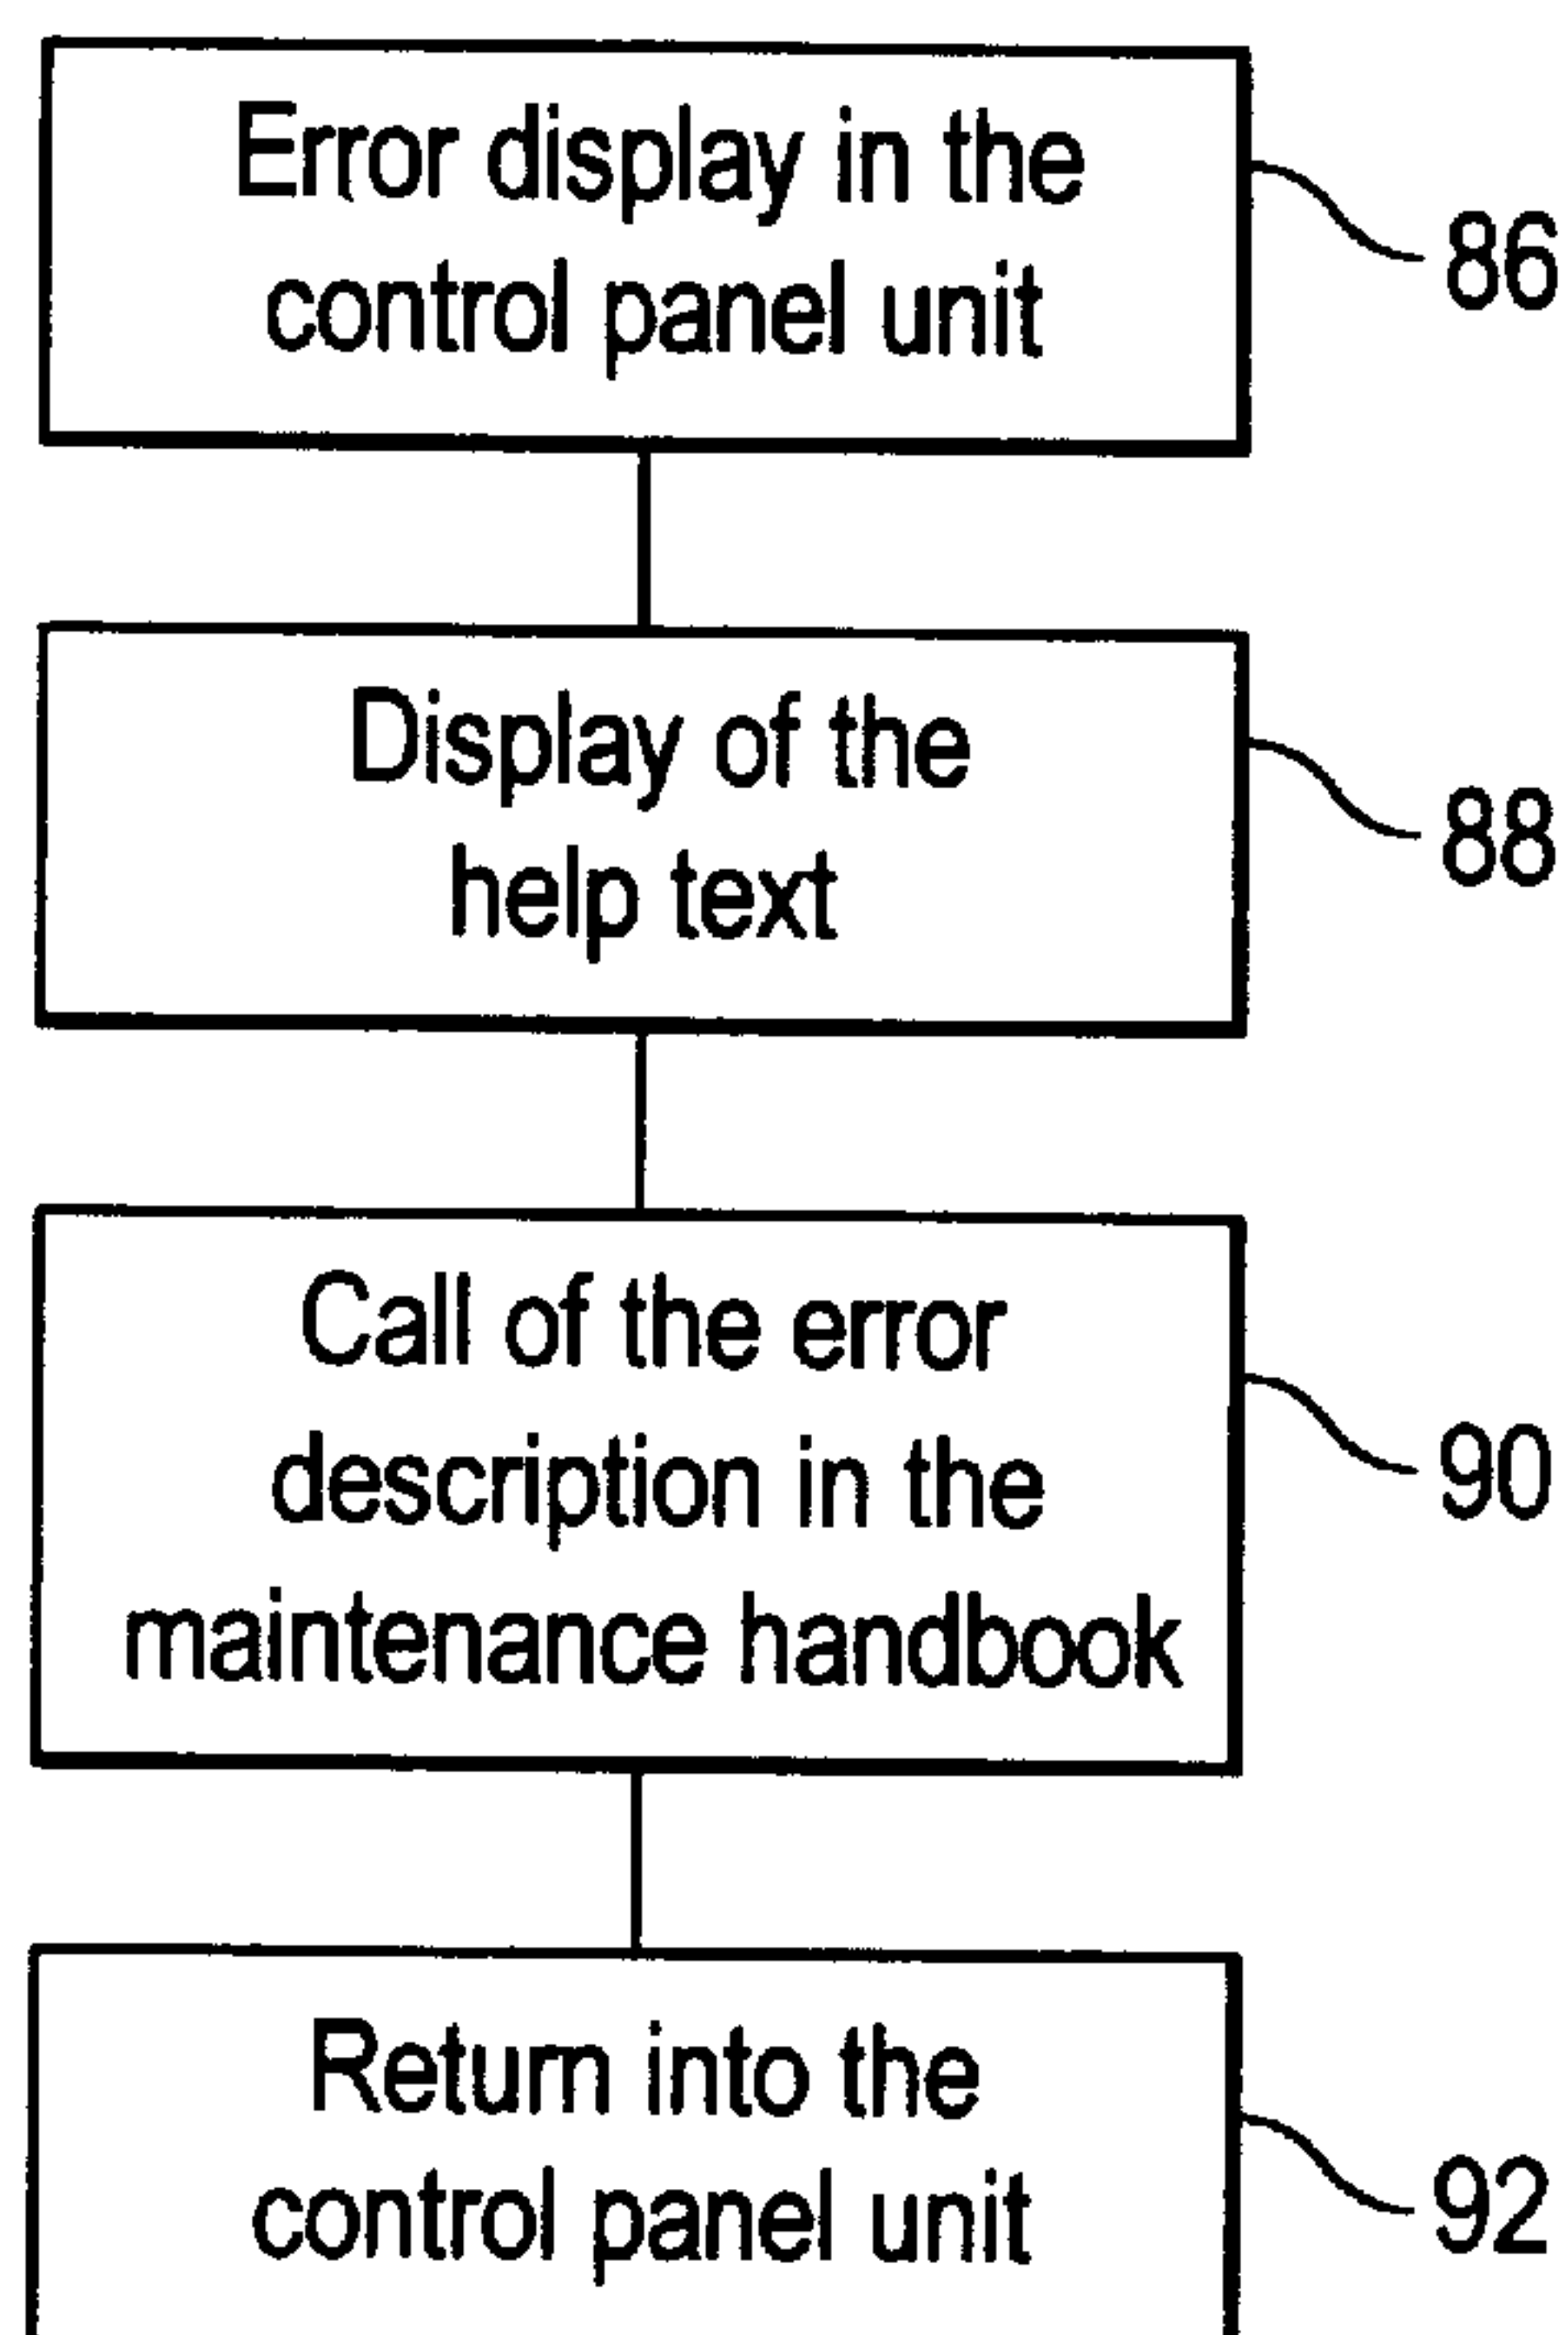 Error display in the
control panel unit
86
Display of the
help text
88
Call of the error
description in the
maintenance handbook
90
Return into the
control panel unit
92